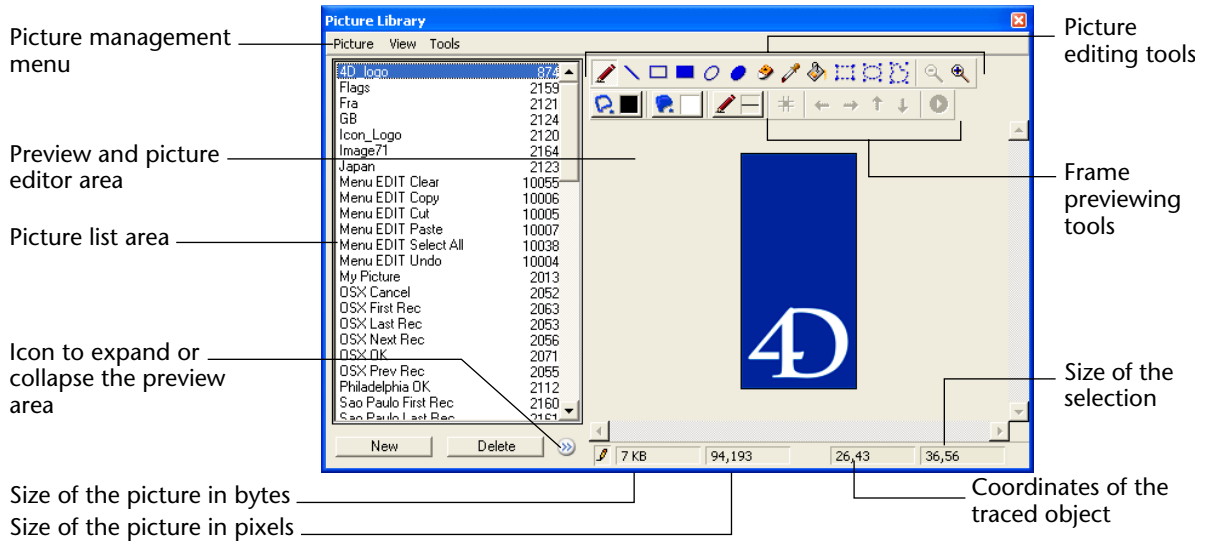 Picture Library
Picture View Tools
Picture management
menu
Picture
editing tools
4D_logo 874
Flags 2159
Fra 2121
GB 2124
Icon_Logo 2120
Image71 2164
Japan 2123
Menu EDIT Clear 10055
Menu EDIT Copy 10006
Menu EDIT Cut 10005
Menu EDIT Paste 10007
Menu EDIT Select All 10038
Menu EDIT Undo 10004
My Picture 2013
OSX Cancel 2052
OSX First Rec 2063
OSX Last Rec 2053
OSX Next Rec 2056
OSX OK 2071
OSX Prev Rec 2055
Philadelphia OK 2112
Sao Paulo First Rec 2160
Sao Paulo Last Rec 2161
Preview and picture
editor area
Frame
previewing
tools
Picture list area
4D
Icon to expand or
collapse the preview
area
Size of the
selection
New Delete
7 KB 94,193 26,43 36,56
Size of the picture in bytes
Size of the picture in pixels
Coordinates of the
traced object